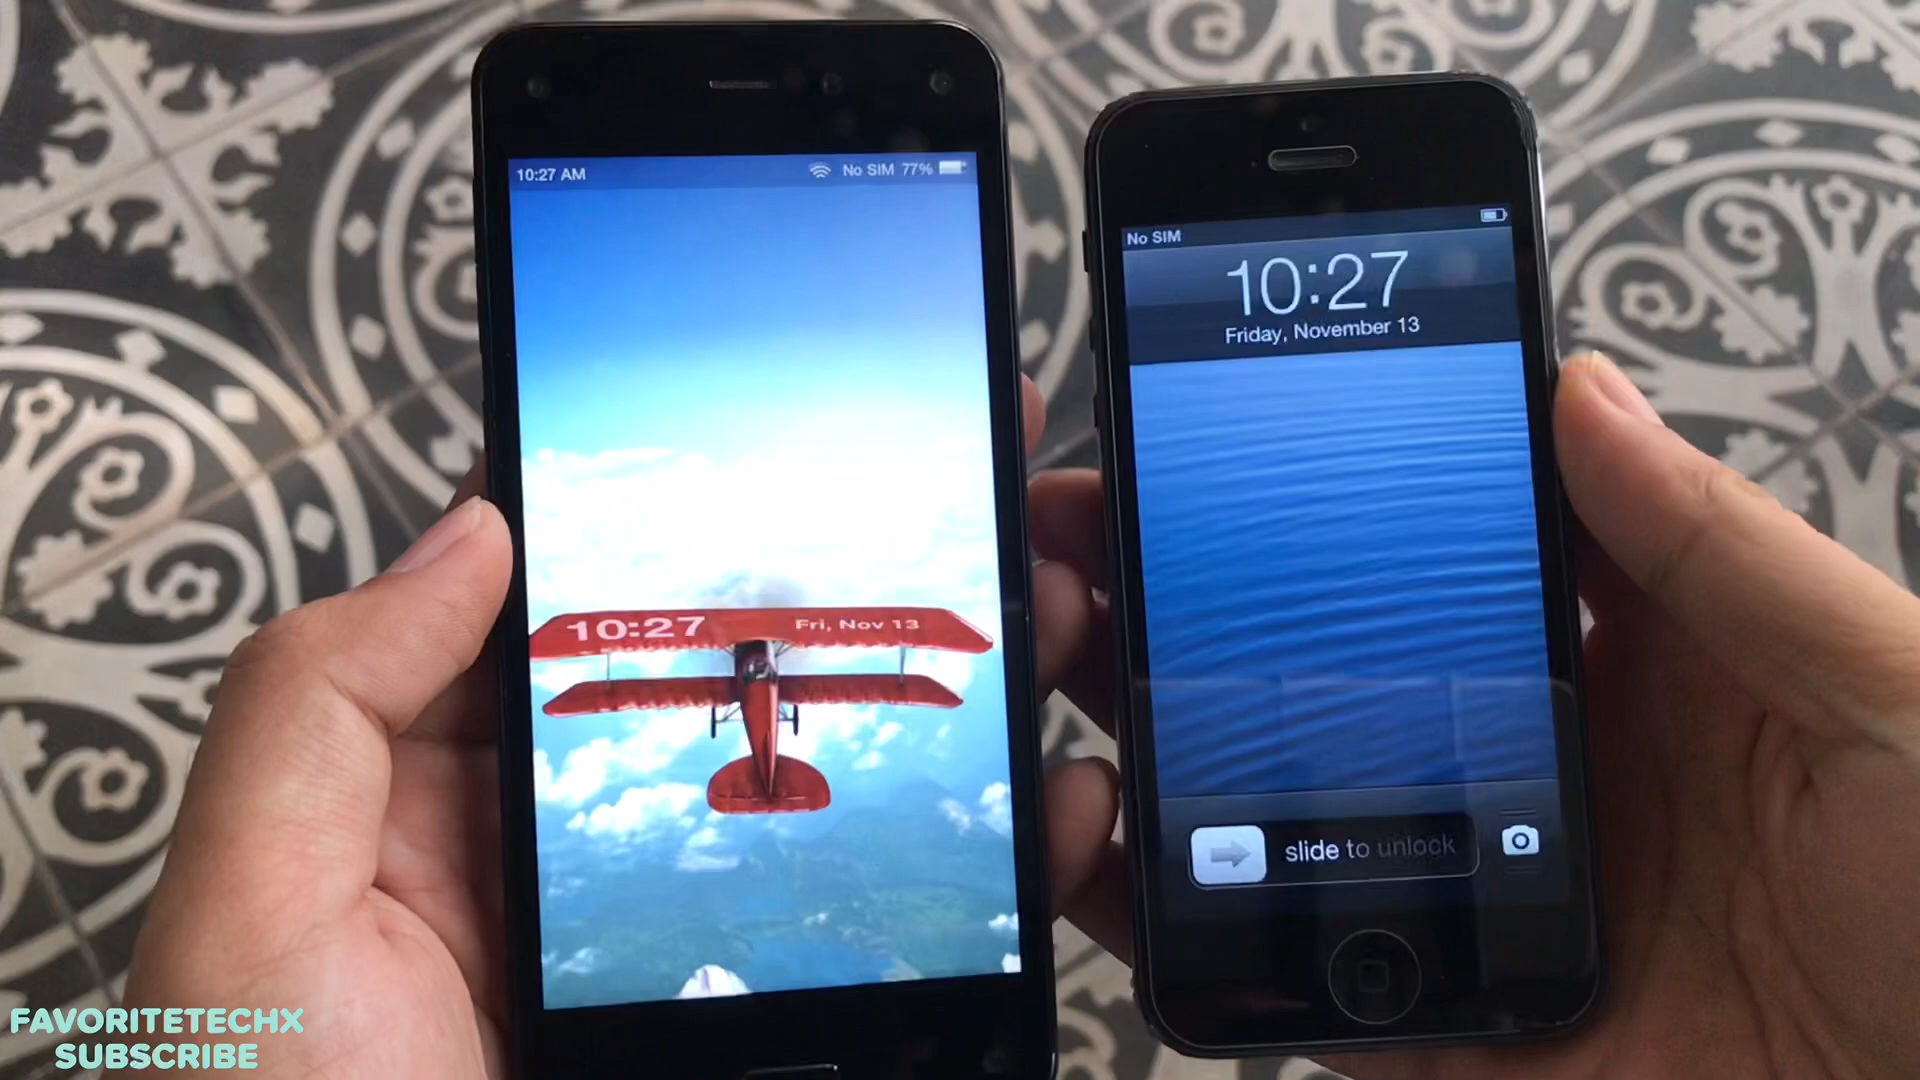 10:27 AM
No SIM 77%
10:27
Fri, Nov 13
No SIM
10:27
Friday, November 13
slide to unlock
FAVORITETECHX
SUBSCRIBE